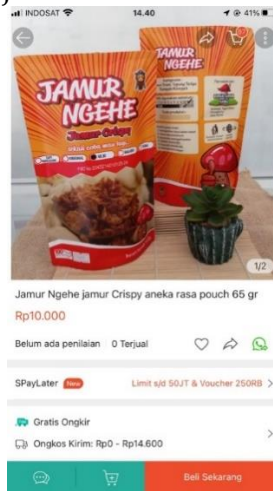 INDOSAT
14.40
41%
JAMUR
NGEHE
Jamur Crispy
JAMUR
NGEHE
1/2
Jamur Ngehe jamur Crispy aneka rasa pouch 65 gr
Rp10.000
Belum ada penilaian 0 Terjual
SPayLater New Limit s/d 50JT & Voucher 250RB
Gratis Ongkir
Ongkos Kirim: Rp0 - Rp14.600
Beli Sekarang